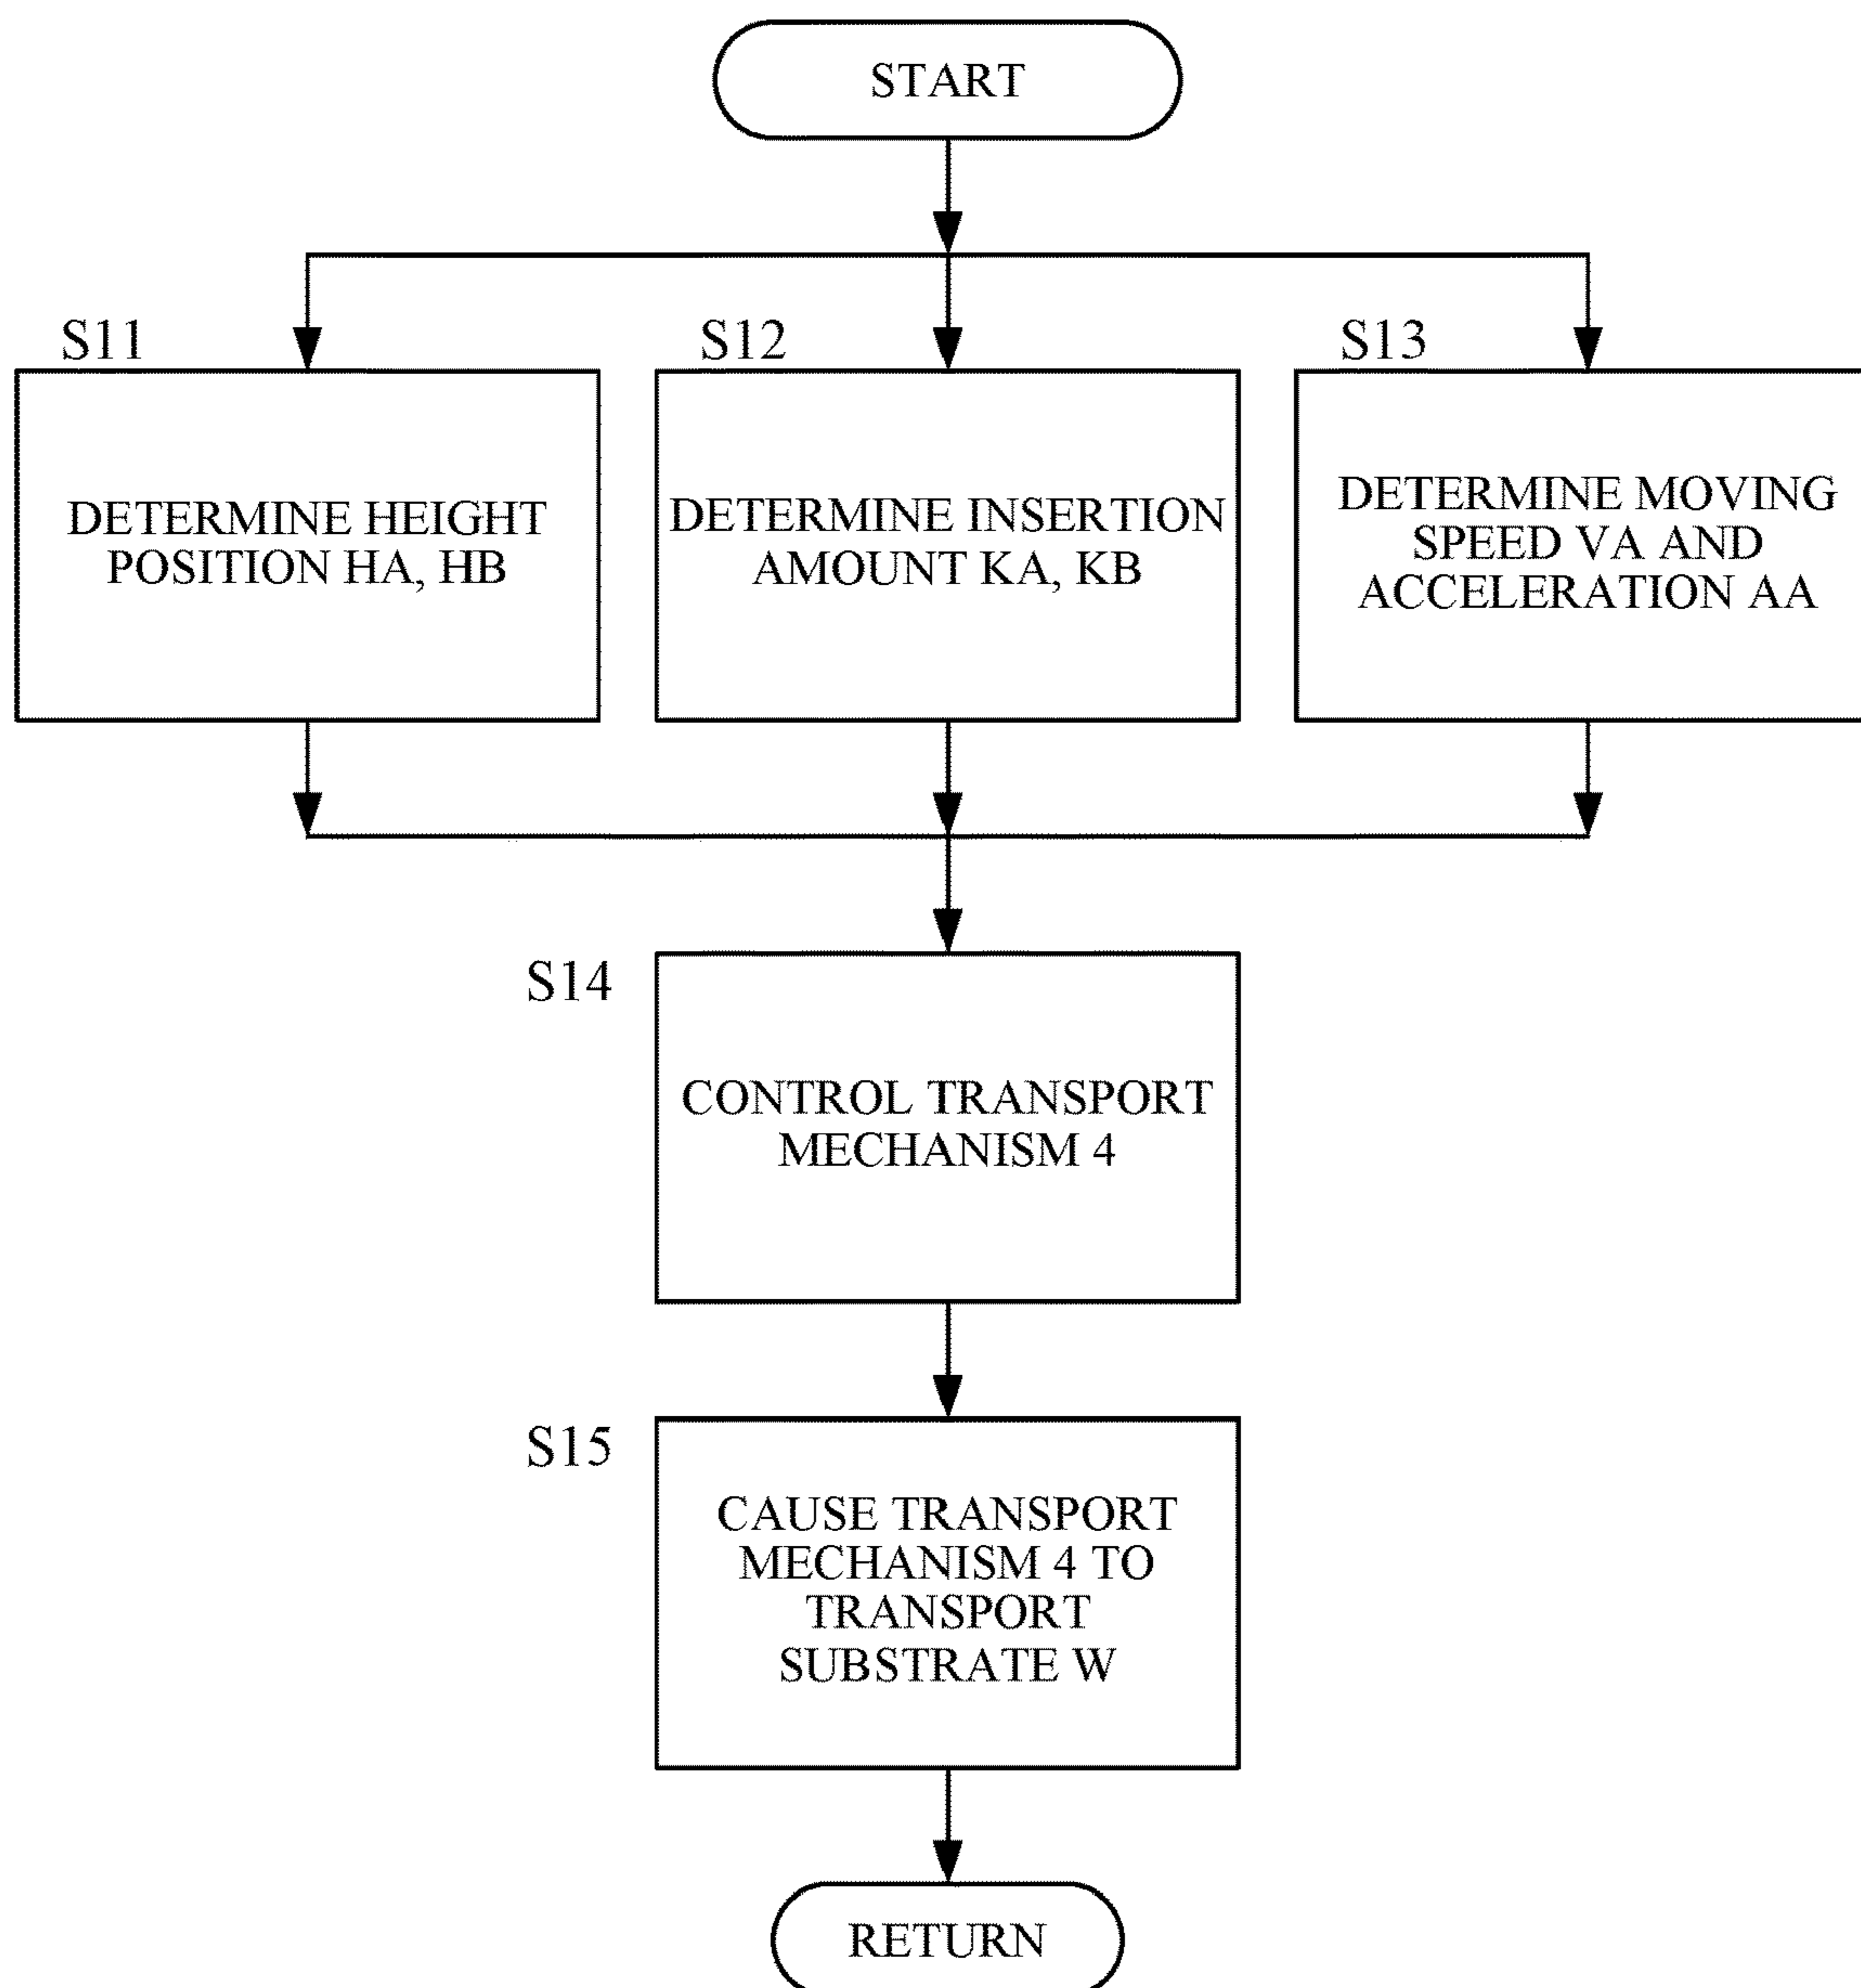 START
S11
DETERMINE HEIGHT
POSITION HA, HB
S12
DETERMINE INSERTION
AMOUNT KA, KB
S13
DETERMINE MOVING
SPEED VA AND
ACCELERATION AA
S14
CONTROL TRANSPORT
MECHANISM 4
S15
CAUSE TRANSPORT
MECHANISM 4 TO
TRANSPORT
SUBSTRATE W
RETURN